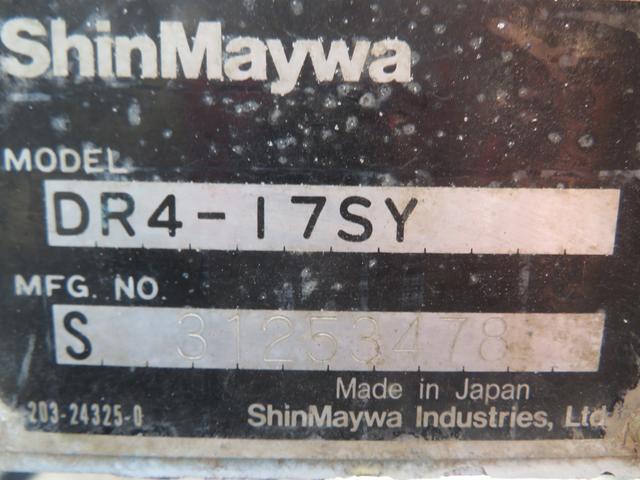 ShinMaywa
MODEL
DR4-17SY
MFG. NO.
S 31253478
Made in Japan
203-24325-0 ShinMaywa Industries, Ltd